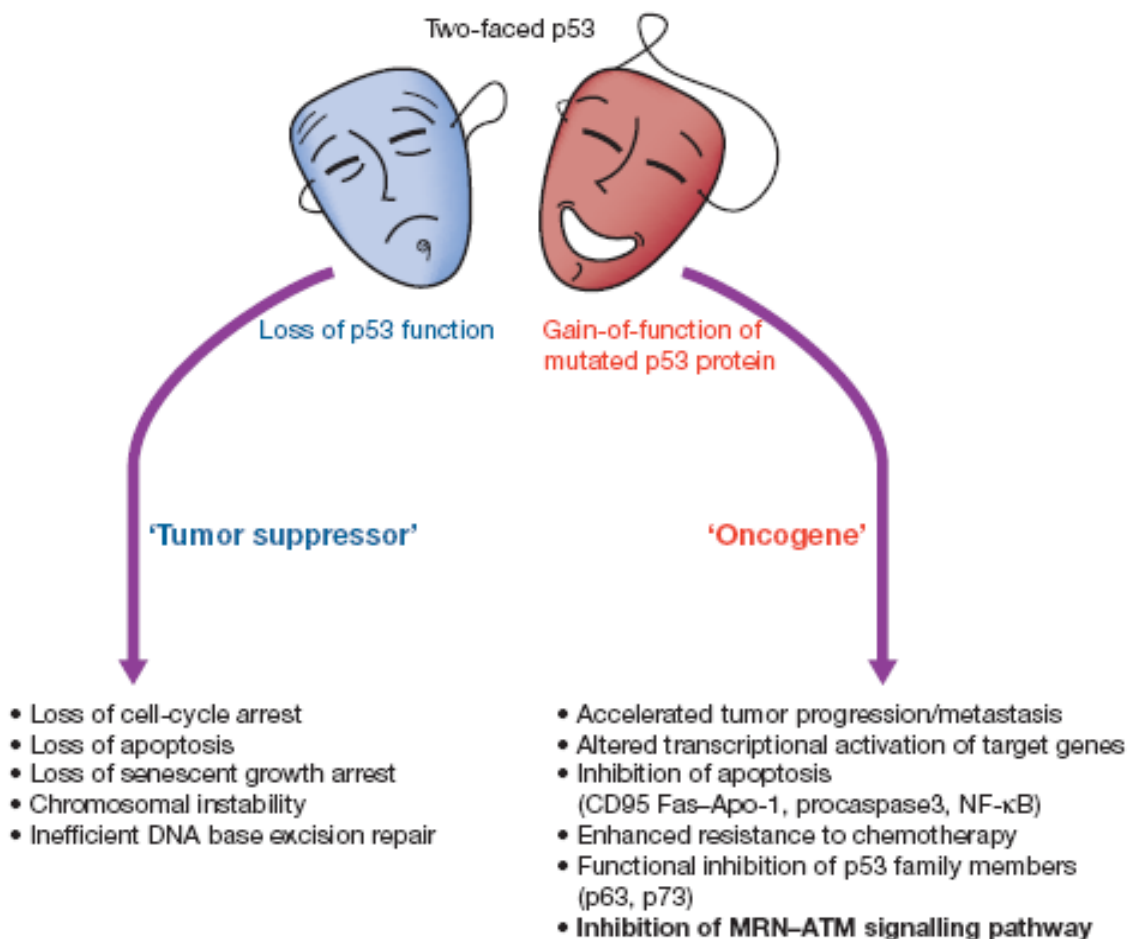 Two-faced p53
Loss of p53 function
Gain-of-function of
mutated p53 protein
‘Tumor suppressor’
‘Oncogene’
• Loss of cell-cycle arrest
• Loss of apoptosis
• Loss of senescent growth arrest
• Chromosomal instability
• Inefficient DNA base excision repair
• Accelerated tumor progression/metastasis
• Altered transcriptional activation of target genes
• Inhibition of apoptosis
(CD95 Fas–Apo-1, procaspase3, NF-κB)
• Enhanced resistance to chemotherapy
• Functional inhibition of p53 family members
(p63, p73)
• Inhibition of MRN–ATM signalling pathway